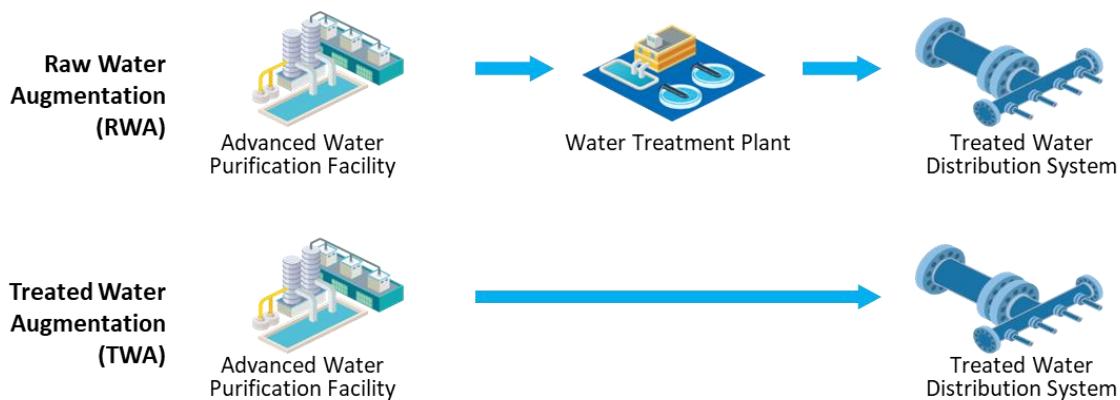 Raw Water
Augmentation
(RWA)
Advanced Water
Purification Facility
Water Treatment Plant
Treated Water
Distribution System
Treated Water
Augmentation
(TWA)
Advanced Water
Purification Facility
Treated Water
Distribution System